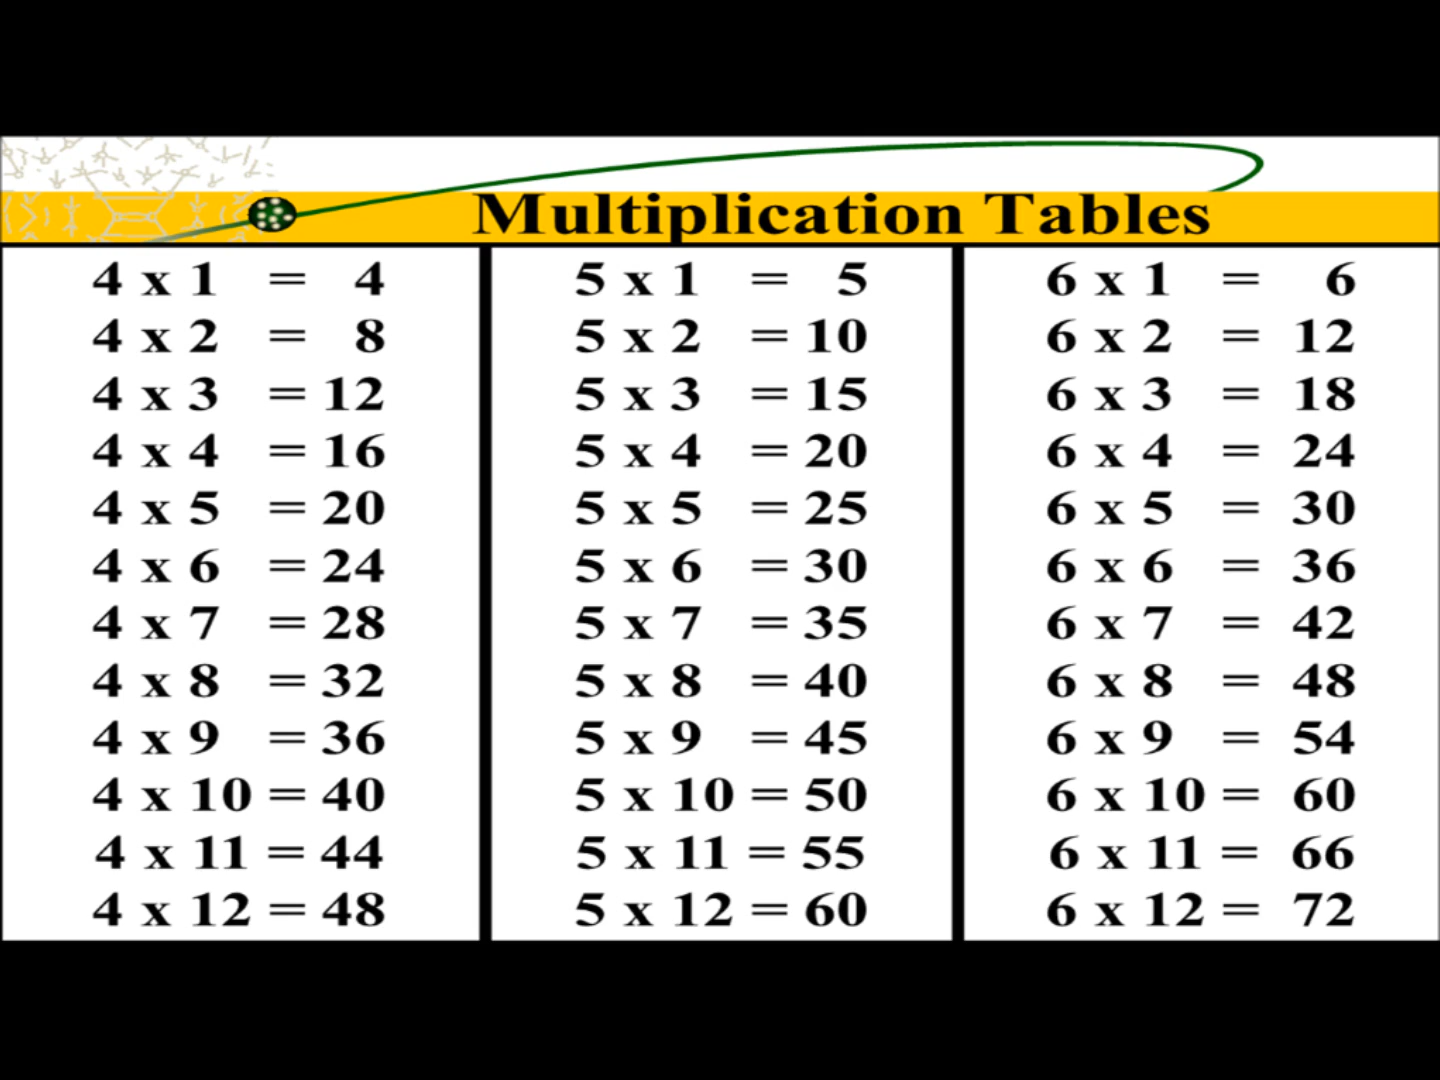 Multiplication Tables
4 x 1 = 4
4 x 2 = 8
4 x 3 = 12
4 x 4 = 16
4 x 5 = 20
4 x 6 = 24
4 x 7 = 28
4 x 8 = 32
4 x 9 = 36
4 x 10 = 40
4 x 11 = 44
4 x 12 = 48
5 x 1 = 5
5 x 2 = 10
5 x 3 = 15
5 x 4 = 20
5 x 5 = 25
5 x 6 = 30
5 x 7 = 35
5 x 8 = 40
5 x 9 = 45
5 x 10 = 50
5 x 11 = 55
5 x 12 = 60
6 x 1 = 6
6 x 2 = 12
6 x 3 = 18
6 x 4 = 24
6 x 5 = 30
6 x 6 = 36
6 x 7 = 42
6 x 8 = 48
6 x 9 = 54
6 x 10 = 60
6 x 11 = 66
6 x 12 = 72